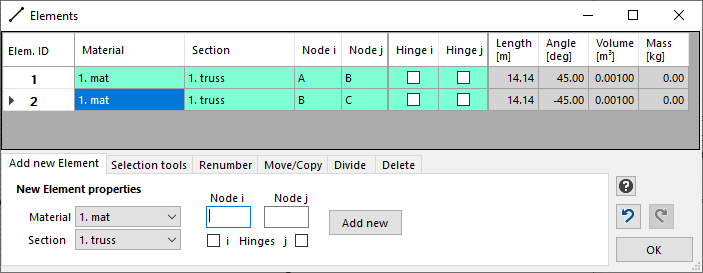 Elements
Elem. ID Material Section Node i Node j Hinge i Hinge j Length [m] Angle [deg] Volume [m³] Mass [kg]
1 1. mat 1. truss A B 14.14 45.00 0.00100 0.00
2 1. mat 1. truss B C 14.14 -45.00 0.00100 0.00
Add new Element Selection tools Renumber Move/Copy Divide Delete
New Element properties
Node i Node j
Material 1. mat
Add new
Section 1. truss
i Hinges j
?
OK